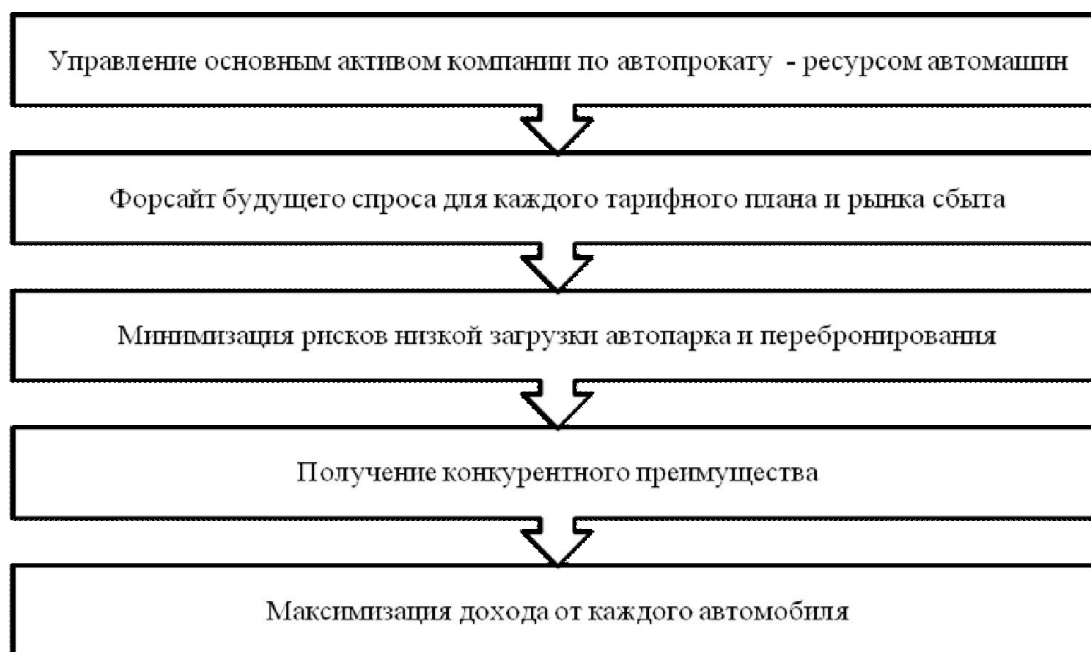 Управление основным активом компании по автопрокату - ресурсом автомашин
Форсайт будущего спроса для каждого тарифного плана и рынка сбыта
Минимизация рисков низкой загрузки автопарка и перебронирования
Получение конкурентного преимущества
Максимизация дохода от каждого автомобиля